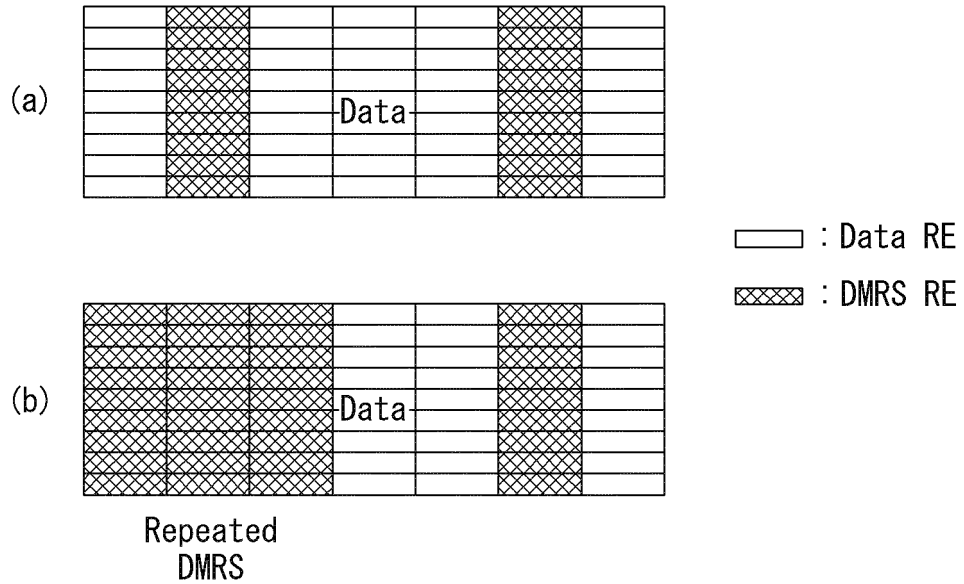 (a)
Data
: Data RE
: DMRS RE
(b)
Data
Repeated
DMRS